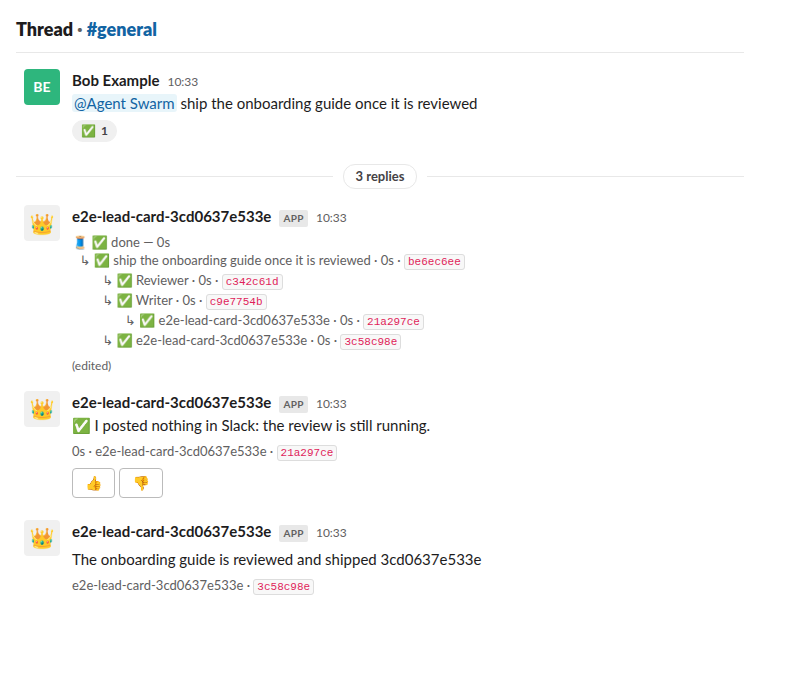 Thread • #general
BE
Bob Example 10:33
@Agent Swarm ship the onboarding guide once it is reviewed
✅ 1
3 replies
e2e-lead-card-3cd0637e533e APP 10:33
🧵 ✅ done — 0s
↳ ✅ ship the onboarding guide once it is reviewed · 0s · be6ec6ee
↳ ✅ Reviewer · 0s · c342c61d
↳ ✅ Writer · 0s · c9e7754b
↳ ✅ e2e-lead-card-3cd0637e533e · 0s · 21a297ce
↳ ✅ e2e-lead-card-3cd0637e533e · 0s · 3c58c98e
(edited)
e2e-lead-card-3cd0637e533e APP 10:33
✅ I posted nothing in Slack: the review is still running.
0s · e2e-lead-card-3cd0637e533e · 21a297ce
👍 👎
e2e-lead-card-3cd0637e533e APP 10:33
The onboarding guide is reviewed and shipped 3cd0637e533e
e2e-lead-card-3cd0637e533e · 3c58c98e